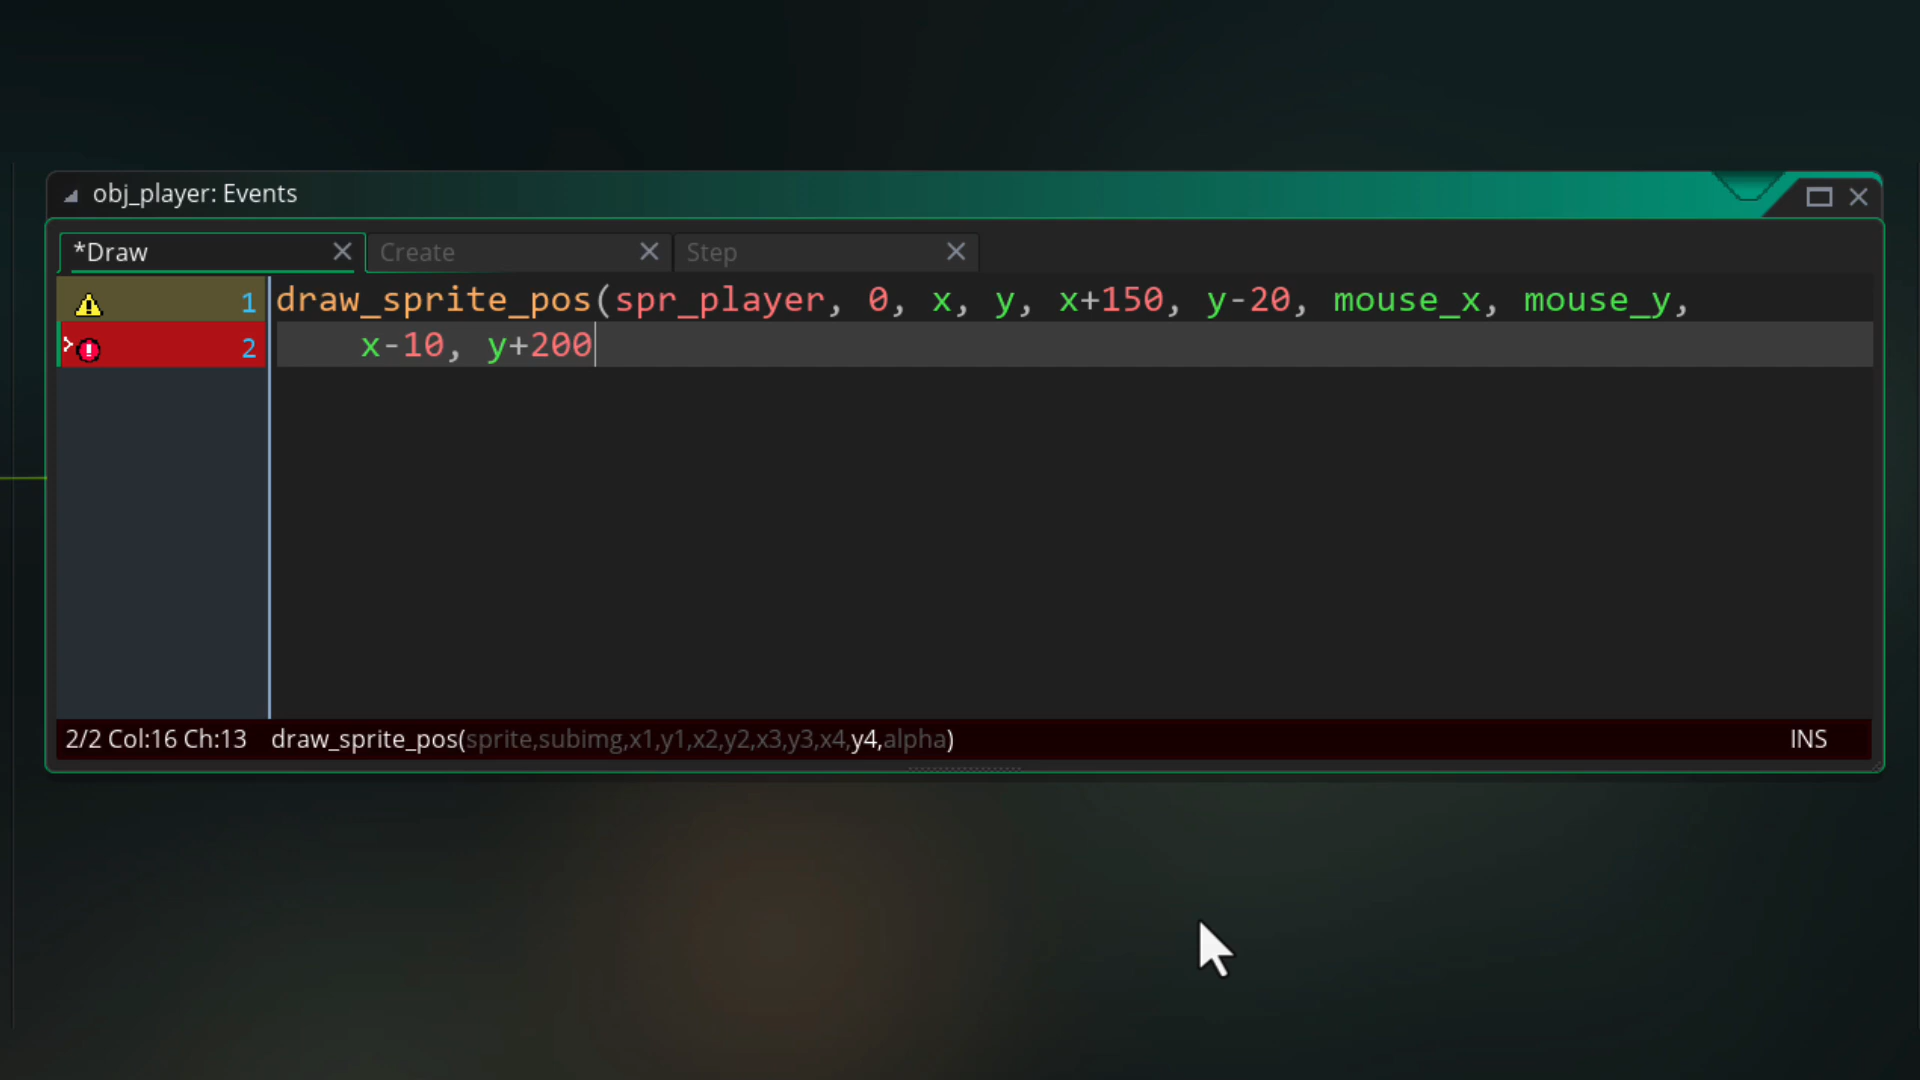 obj_player: Events
*Draw
Create
Step
1 draw_sprite_pos(spr_player, 0, x, y, x+150, y-20, mouse_x, mouse_y,
2 x-10, y+200
2/2 Col:16 Ch:13 draw_sprite_pos(sprite,subimg,x1,y1,x2,y2,x3,y3,x4,y4,alpha) INS